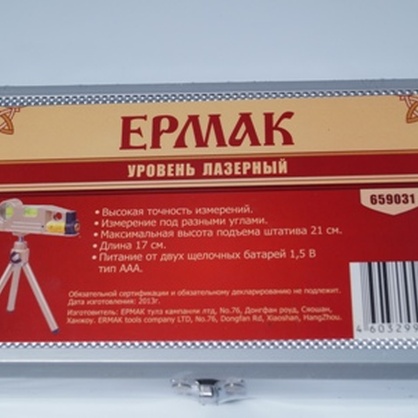 ЕРМАК
УРОВЕНЬ ЛАЗЕРНЫЙ
659031
• Высокая точность измерений.
• Измерение под разными углами.
• Максимальная высота подъема штатива 21 см.
• Длина 17 см.
• Питание от двух щелочных батарей 1,5 В
тип ААА.
Обязательной сертификации и обязательному декларированию не подлежит.
Дата изготовления: 2013г.
Изготовитель: ЕРМАК тулз кампани лтд, No.76, Донгфан роуд, Сяошан,
Ханжоу. ERMAK tools company LTD, No.76, Dongfan Rd, Xiaoshan, HangZhou.
4603299